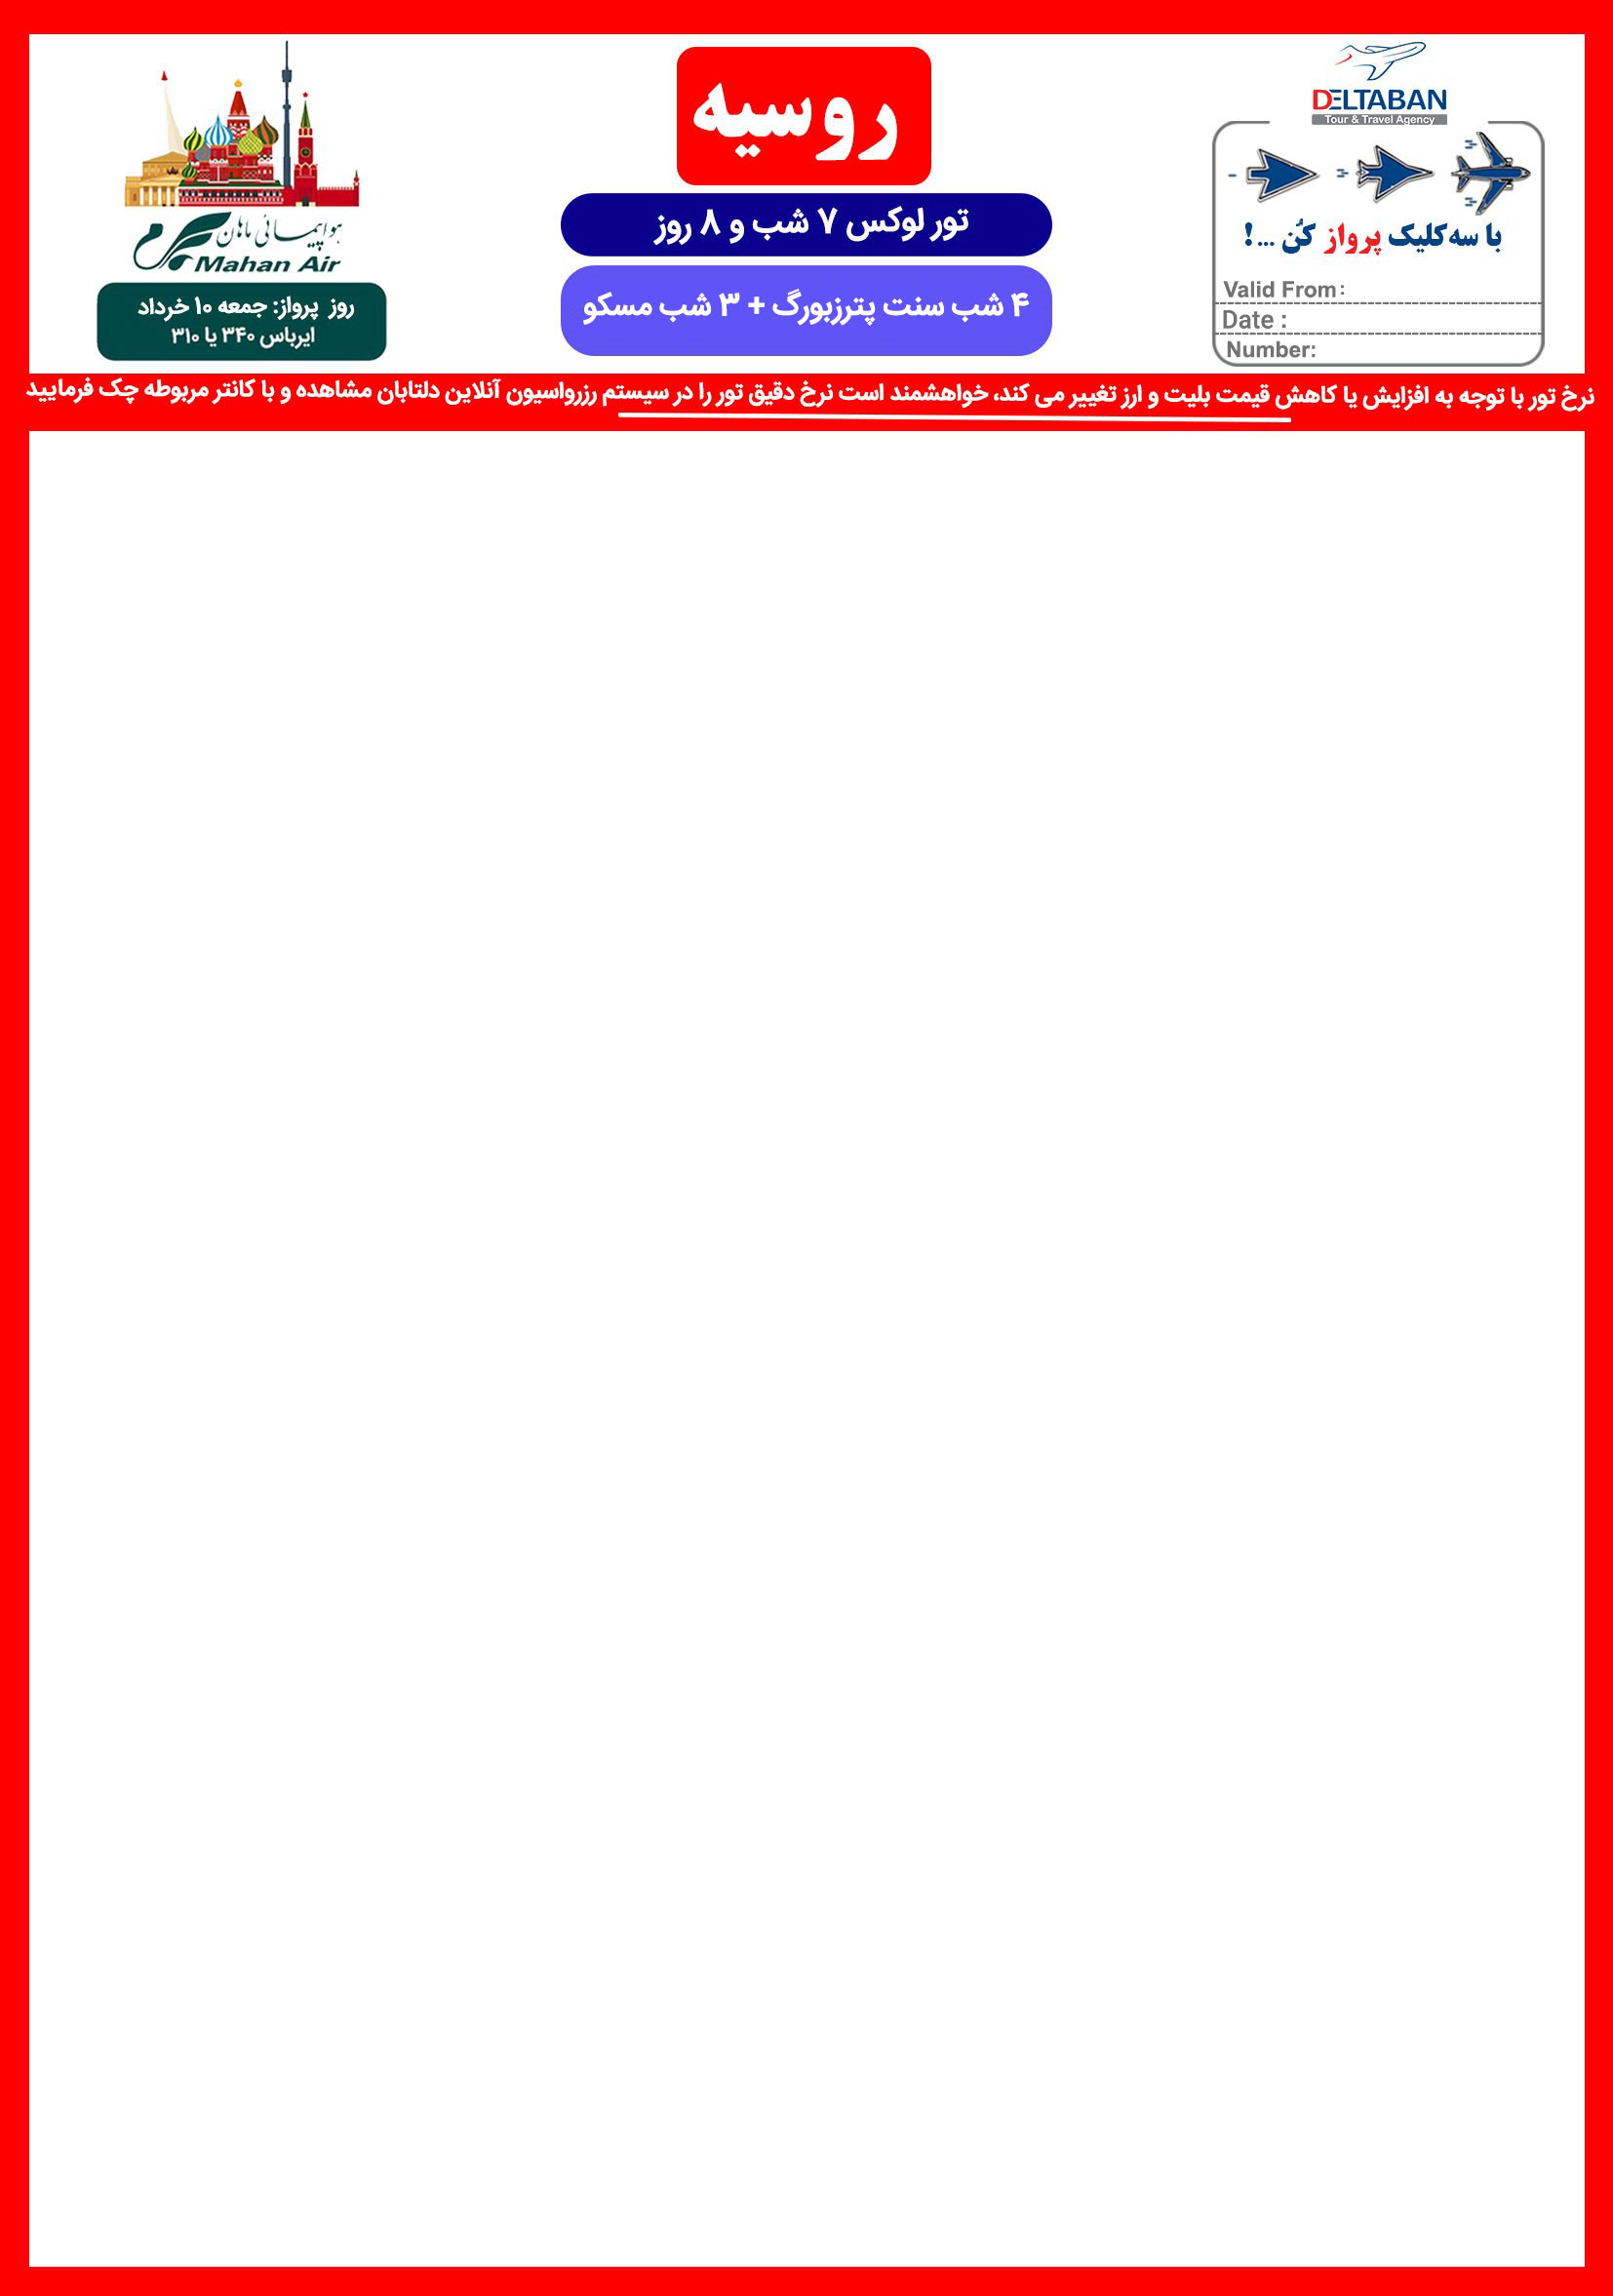 روسیه
تور لوکس ۷ شب و ۸ روز
۴ شب سنت پترزبورگ + ۳ شب مسکو
DELTABAN
Tour & Travel Agency
با سه کلیک پرواز کُن ...!
Valid From:
Date :
Number:
هواپیمائی ماهان
Mahan Air
روز پرواز: جمعه ۱۰ خرداد
ایرباس ۳۴۰ یا ۳۱۰
نرخ تور با توجه به افزایش یا کاهش قیمت بلیت و ارز تغییر می کند، خواهشمند است نرخ دقیق تور را در سیستم رزرواسیون آنلاین دلتابان مشاهده و با کانتر مربوطه چک فرمایید